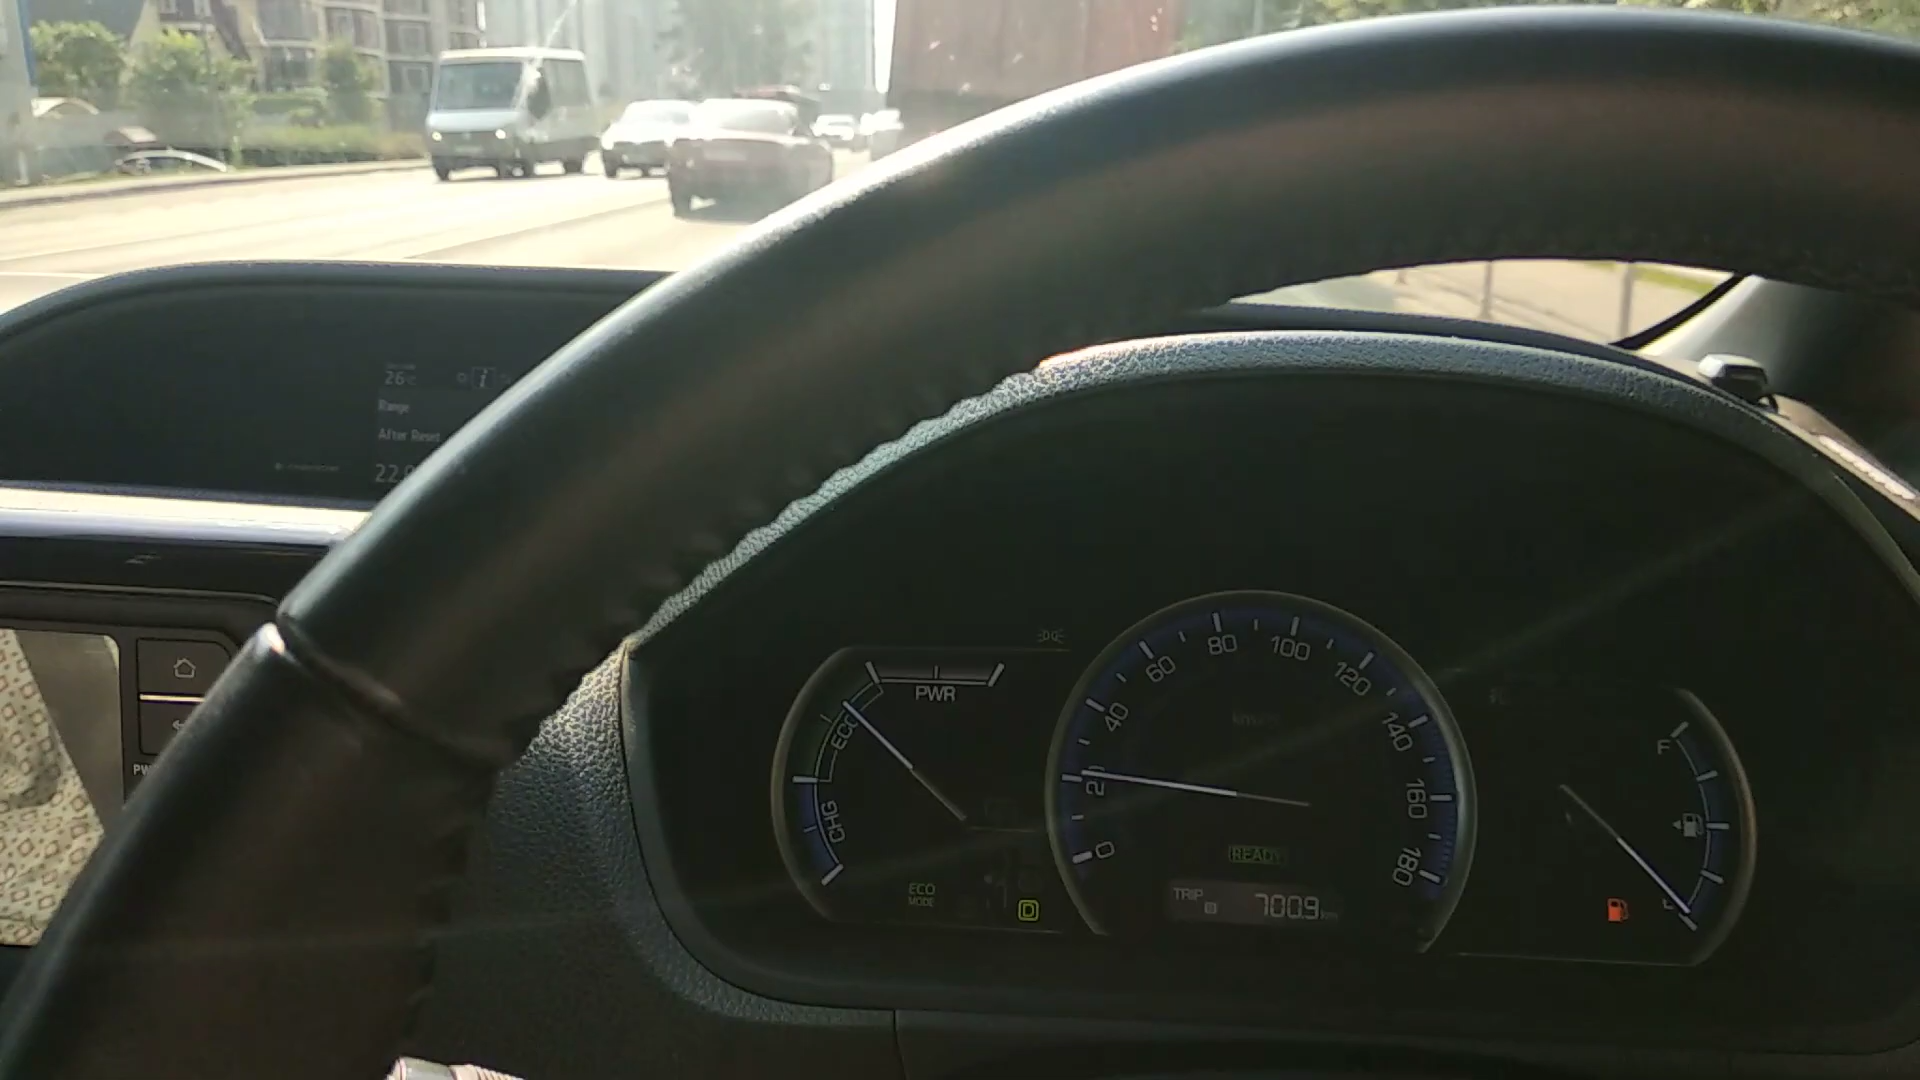 26°C
i
Range
After Reset
22.
PWR
ECO
CHG
ECO
MODE
D
0
20
40
60
80
100
120
140
160
180
km/h
READY
TRIP
B
700.9 km
F
E